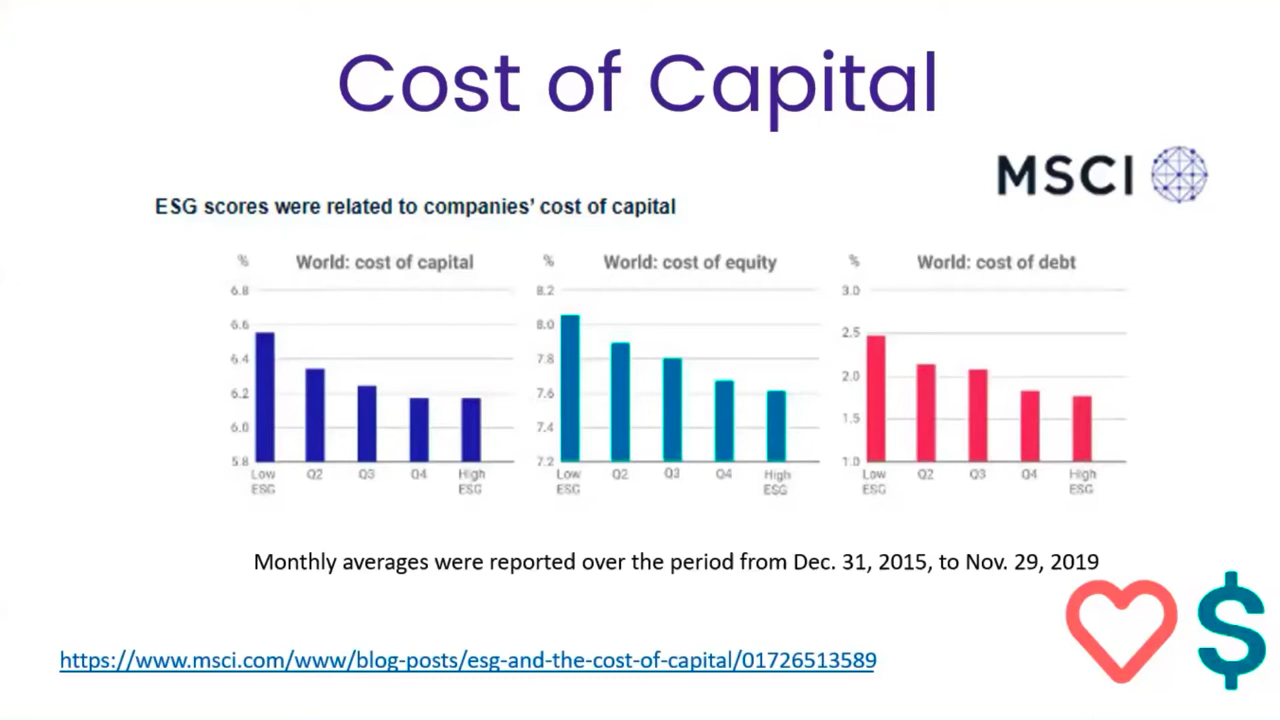 Cost of Capital
MSCI
ESG scores were related to companies' cost of capital
% World: cost of capital
6.8
6.6
6.4
6.2
6.0
5.8
Low ESG Q2 Q3 Q4 High ESG
% World: cost of equity
8.2
8.0
7.8
7.6
7.4
7.2
Low ESG Q2 Q3 Q4 High ESG
% World: cost of debt
3.0
2.5
2.0
1.5
1.0
Low ESG Q2 Q3 Q4 High ESG
Monthly averages were reported over the period from Dec. 31, 2015, to Nov. 29, 2019
$
https://www.msci.com/www/blog-posts/esg-and-the-cost-of-capital/01726513589